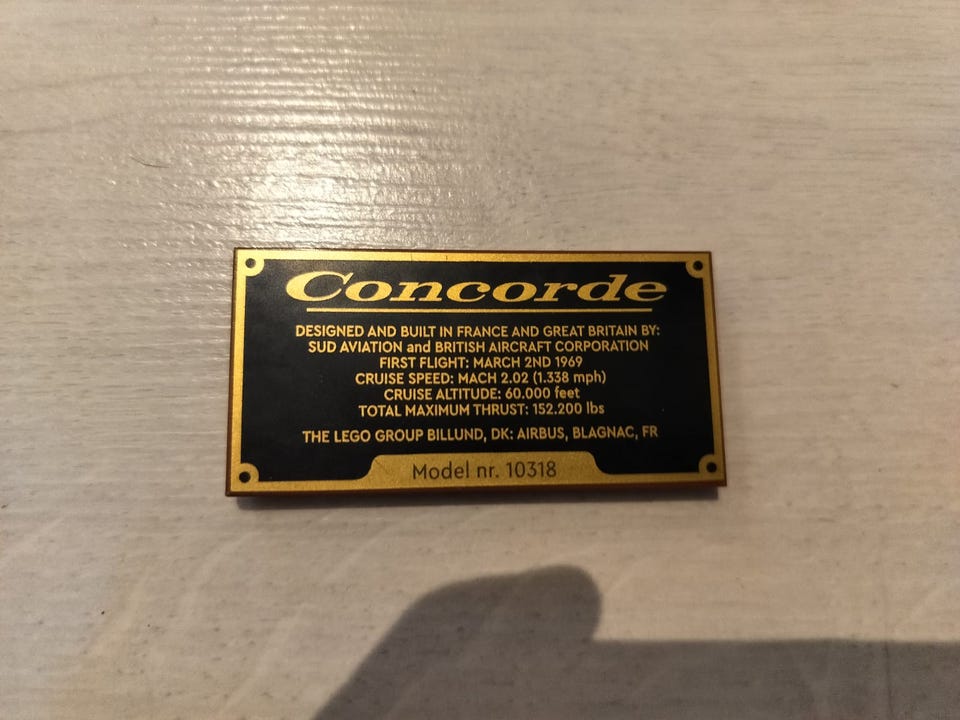 Concorde
DESIGNED AND BUILT IN FRANCE AND GREAT BRITAIN BY:
SUD AVIATION and BRITISH AIRCRAFT CORPORATION
FIRST FLIGHT: MARCH 2ND 1969
CRUISE SPEED: MACH 2.02 (1.338 mph)
CRUISE ALTITUDE: 60.000 feet
TOTAL MAXIMUM THRUST: 152.200 lbs
THE LEGO GROUP BILLUND, DK: AIRBUS, BLAGNAC, FR
Model nr. 10318